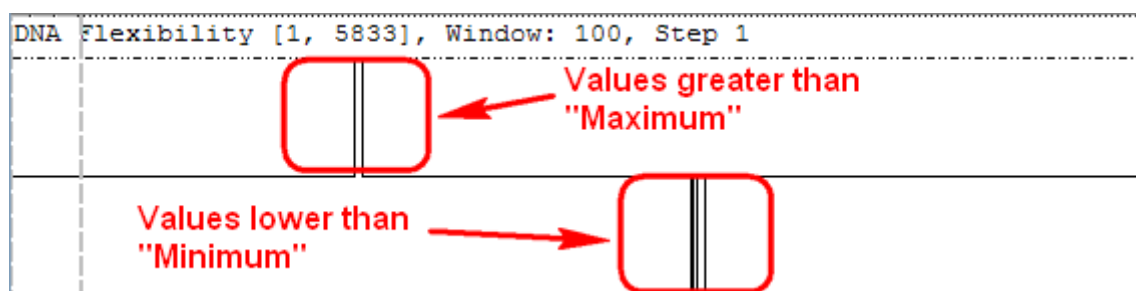 DNA Flexibility [1, 5833], Window: 100, Step 1
Values greater than
"Maximum"
Values lower than
"Minimum"